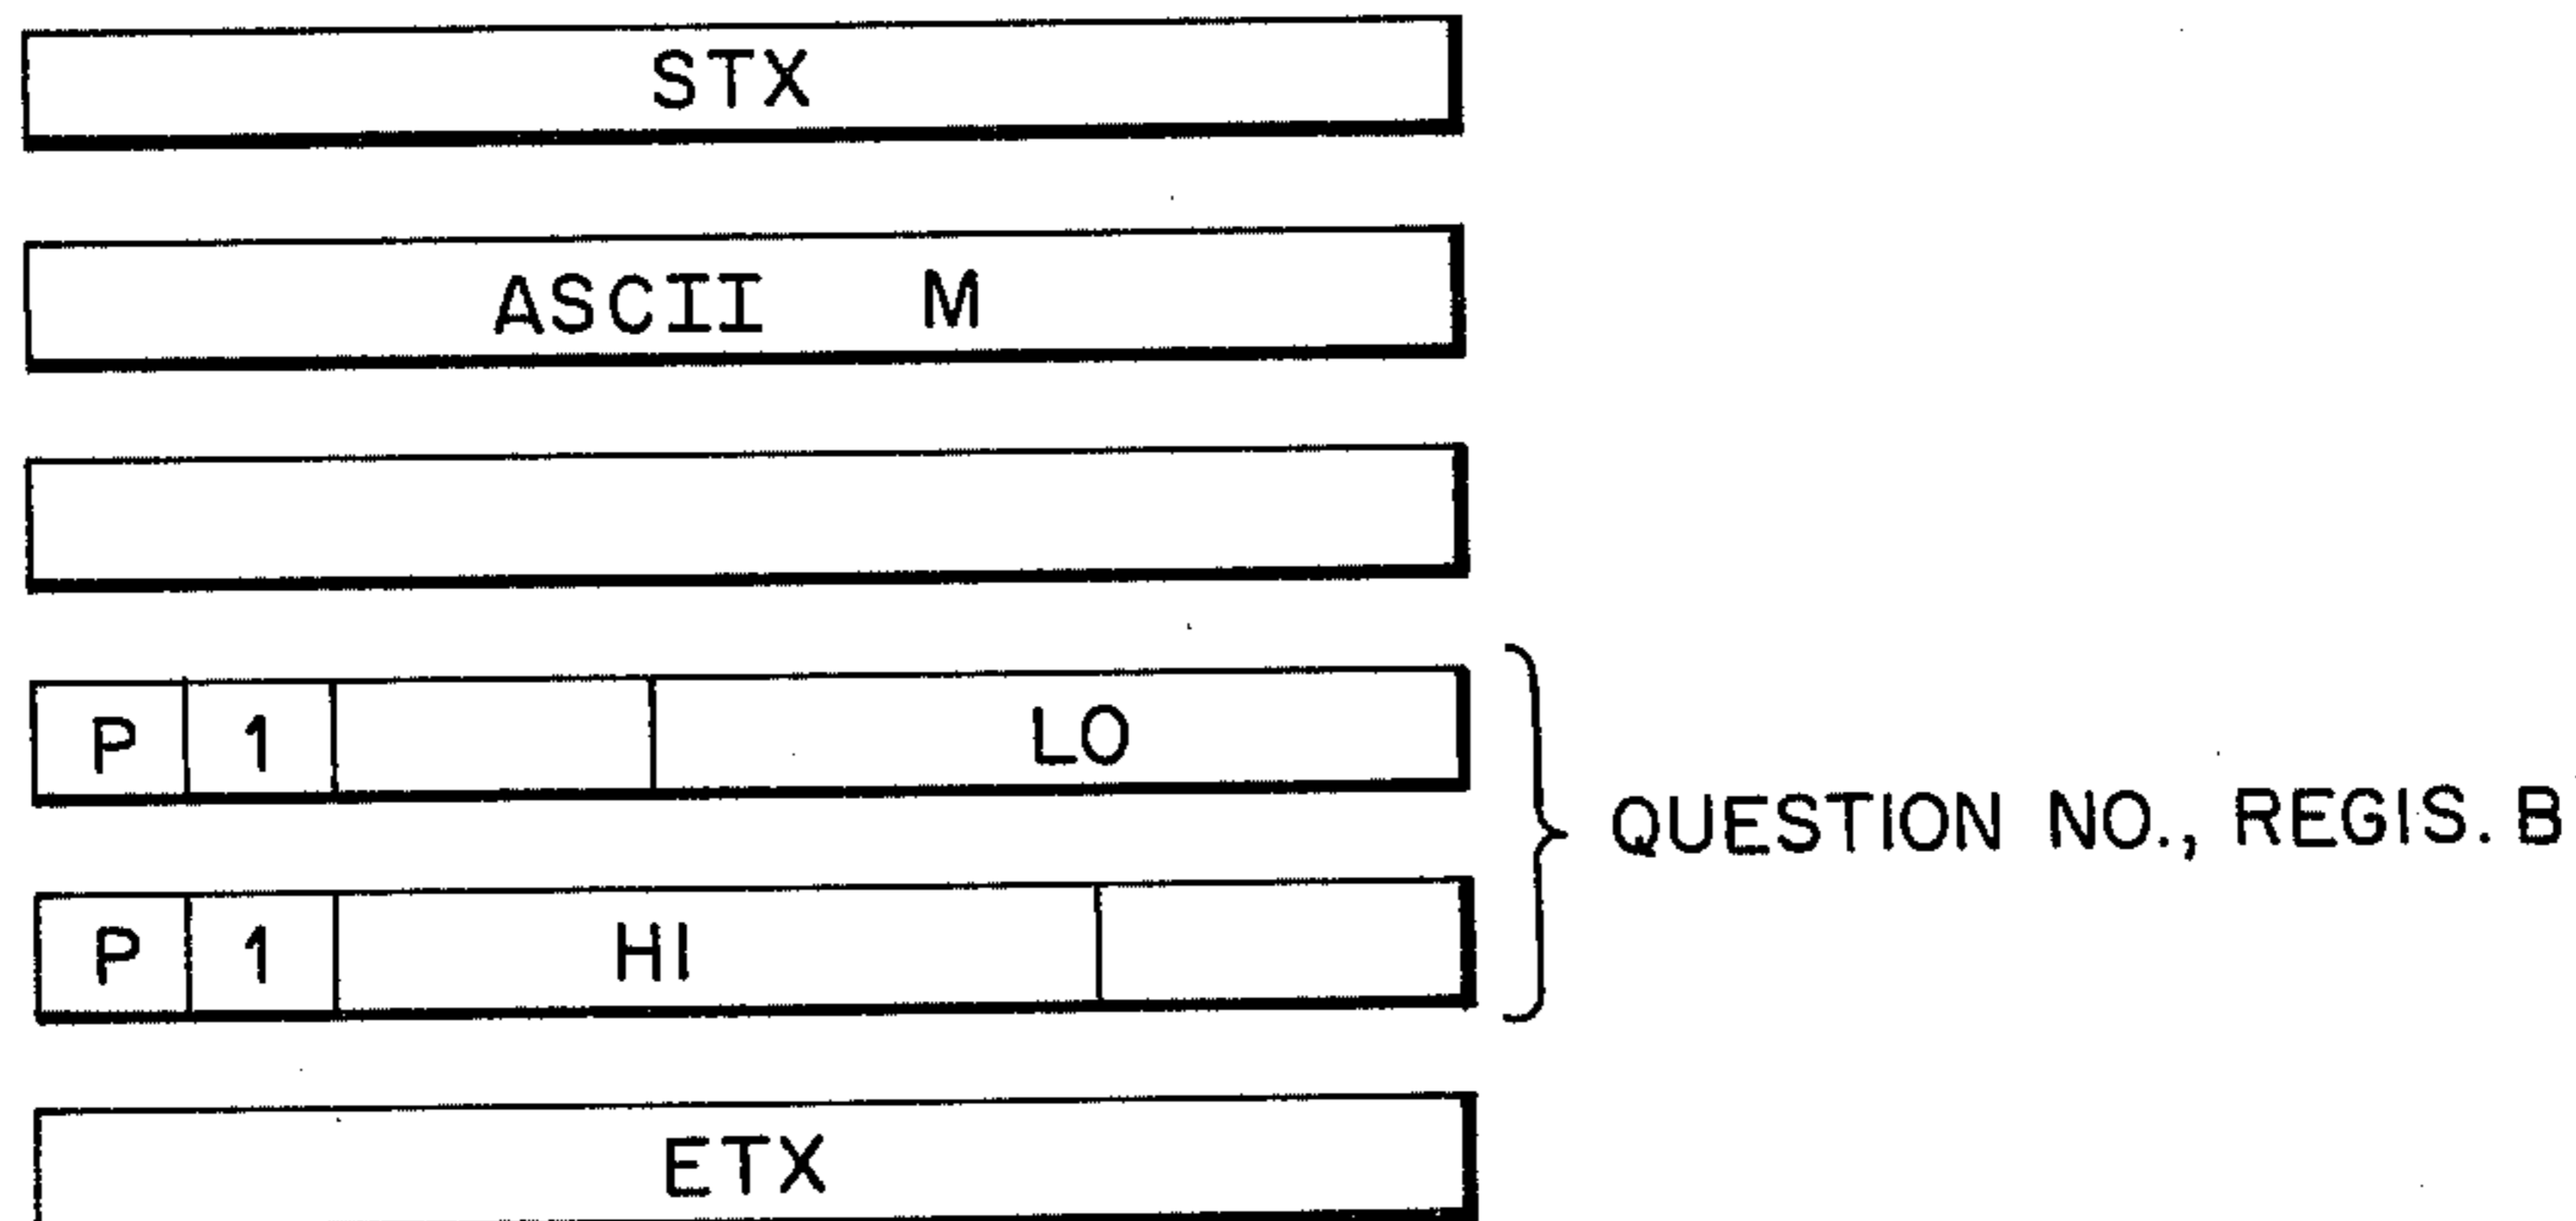 STX
ASCII M
P 1 LO
QUESTION NO., REGIS. B
P 1 HI
ETX